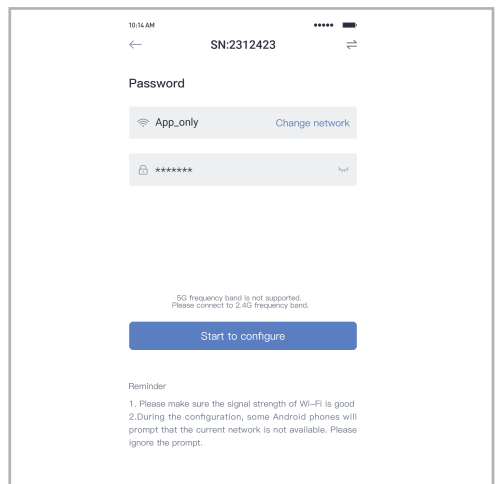 10:14 AM
SN:2312423
Password
App_only Change network
*******
5G frequency band is not supported.
Please connect to 2.4G frequency band.
Start to configure
Reminder
1. Please make sure the signal strength of WI-Fi is good
2.During the configuration, some Android phones will
prompt that the current network is not available. Please
ignore the prompt.